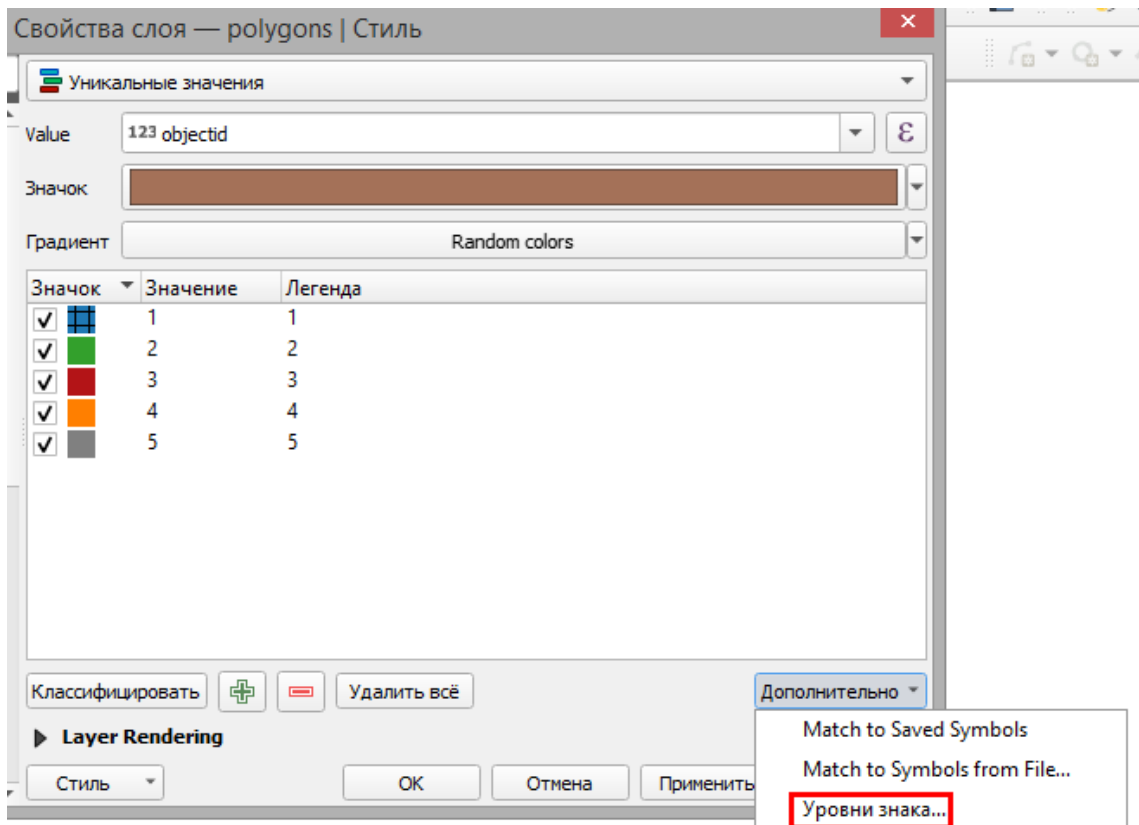 Свойства слоя — polygons | Стиль
Уникальные значения
Value 123 objectid ε
Значок
Градиент Random colors
Значок Значение Легенда
1 1
2 2
3 3
4 4
5 5
Классифицировать Удалить всё Дополнительно
Layer Rendering
Match to Saved Symbols
Стиль ОК Отмена Применить
Match to Symbols from File...
Уровни знака...